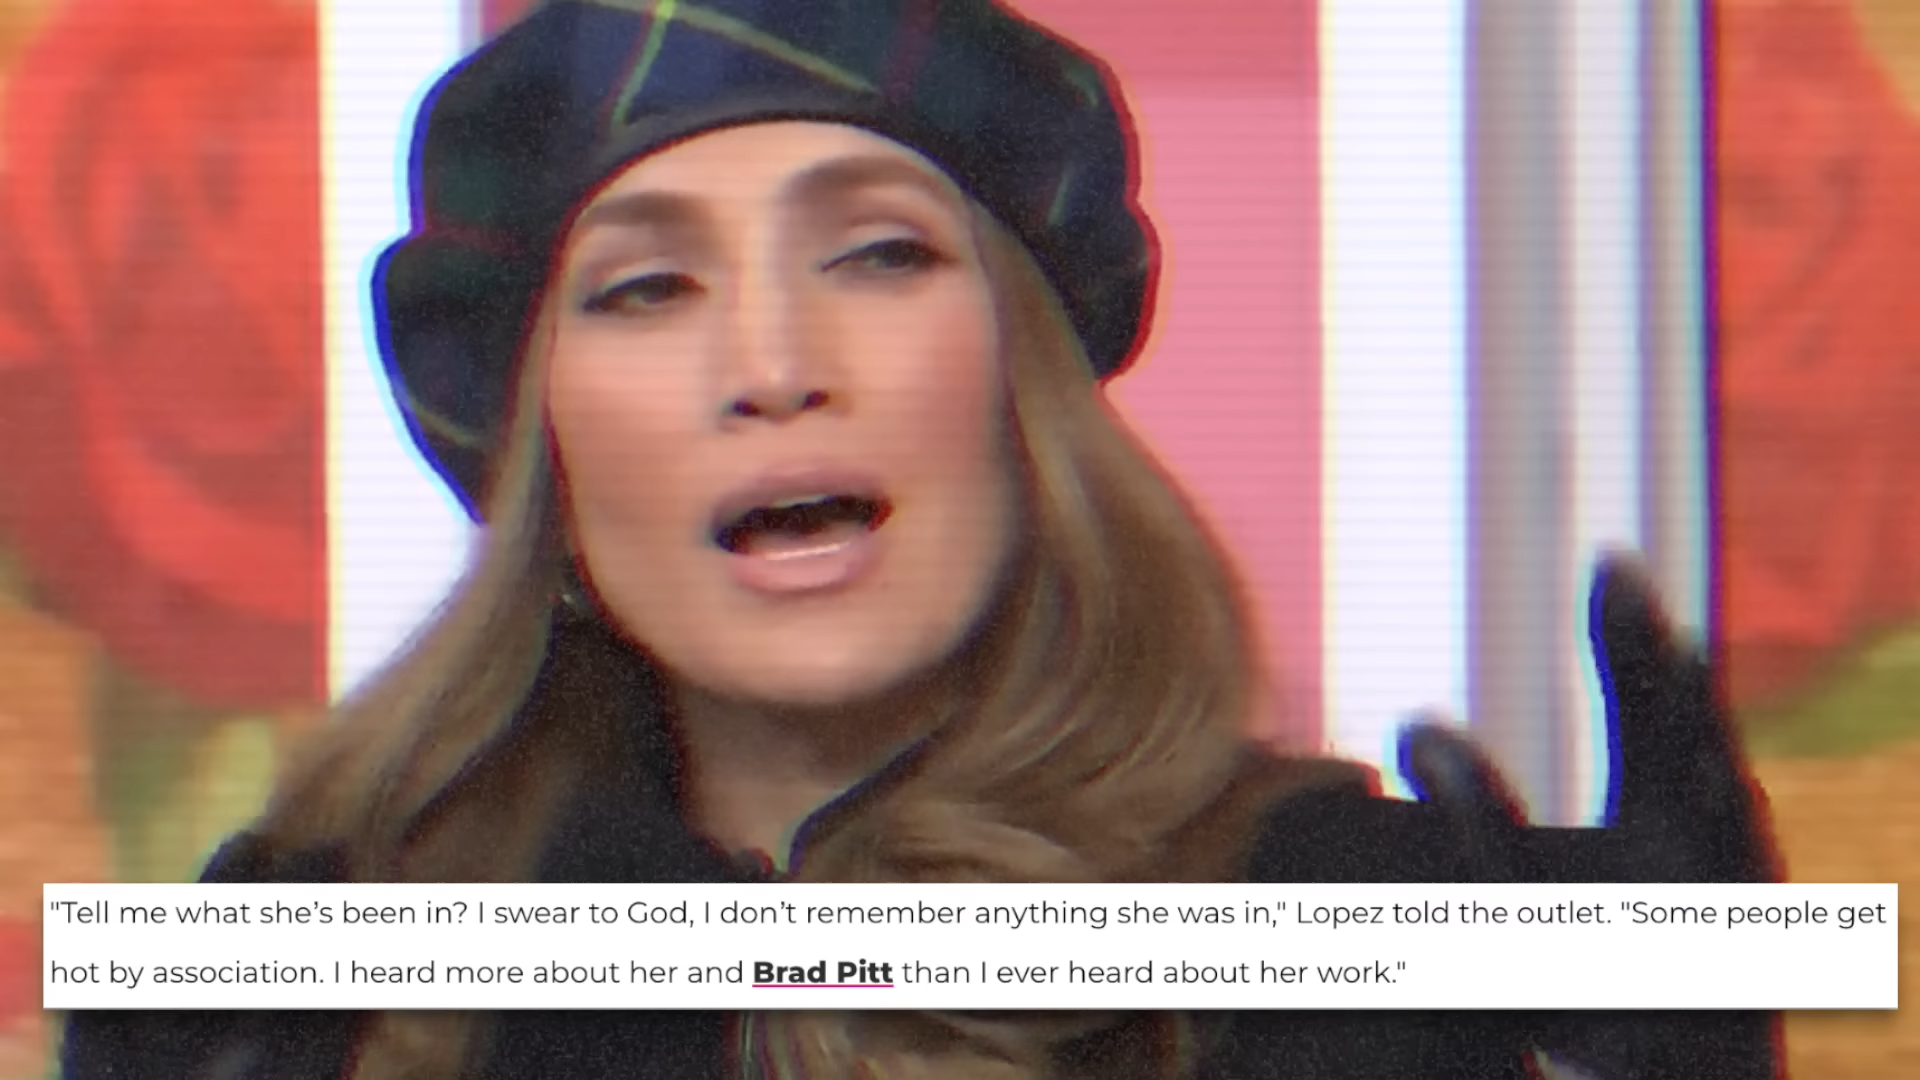 "Tell me what she’s been in? I swear to God, I don’t remember anything she was in," Lopez told the outlet. "Some people get
hot by association. I heard more about her and Brad Pitt than I ever heard about her work."